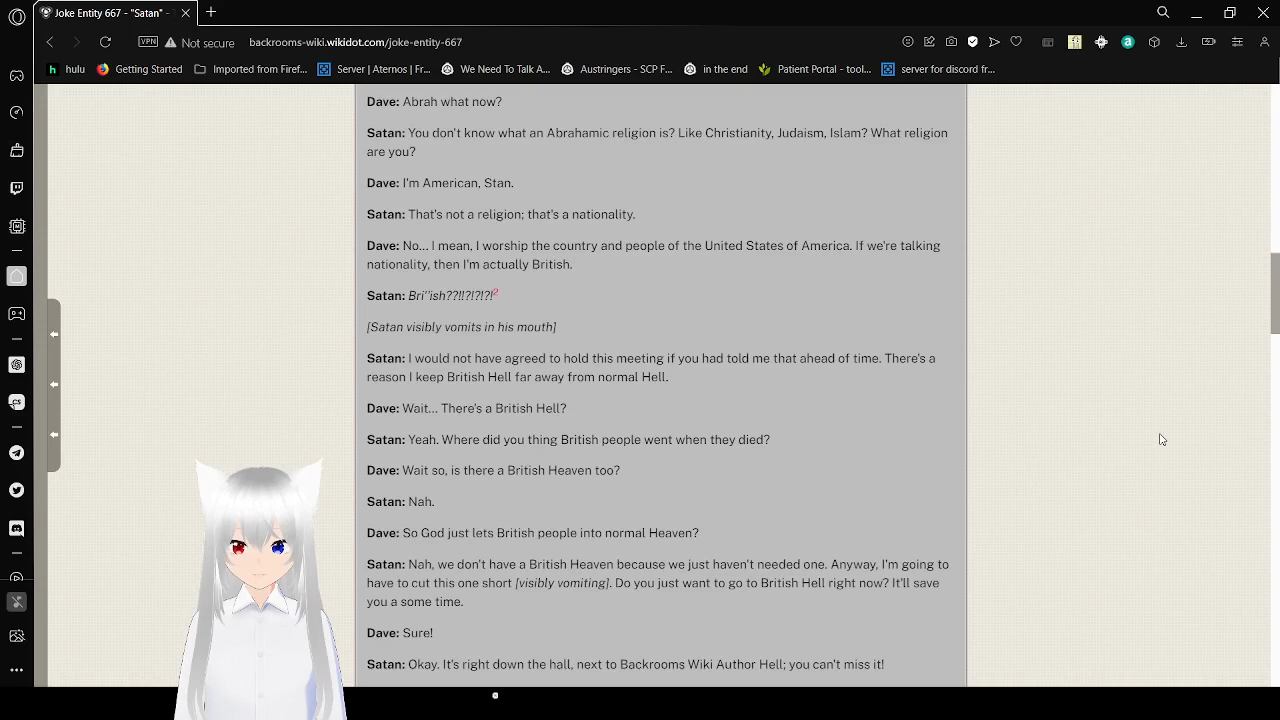 Joke Entity 667 - "Satan" -
VPN
Not secure
backrooms-wiki.wikidot.com/joke-entity-667
hulu
Getting Started
Imported from Firef...
Server | Aternos | Fr...
We Need To Talk A...
Austringers - SCP F...
in the end
Patient Portal - tool...
server for discord fr...
Dave: Abrah what now?
Satan: You don't know what an Abrahamic religion is? Like Christianity, Judaism, Islam? What religion
are you?
Dave: I'm American, Stan.
Satan: That's not a religion; that's a nationality.
Dave: No... I mean, I worship the country and people of the United States of America. If we're talking
nationality, then I'm actually British.
Satan: Bri''ish??!!?!?!?!2
[Satan visibly vomits in his mouth]
Satan: I would not have agreed to hold this meeting if you had told me that ahead of time. There's a
reason I keep British Hell far away from normal Hell.
Dave: Wait... There's a British Hell?
Satan: Yeah. Where did you thing British people went when they died?
Dave: Wait so, is there a British Heaven too?
Satan: Nah.
Dave: So God just lets British people into normal Heaven?
Satan: Nah, we don't have a British Heaven because we just haven't needed one. Anyway, I'm going to
have to cut this one short [visibly vomiting]. Do you just want to go to British Hell right now? It'll save
you a some time.
Dave: Sure!
Satan: Okay. It's right down the hall, next to Backrooms Wiki Author Hell; you can't miss it!